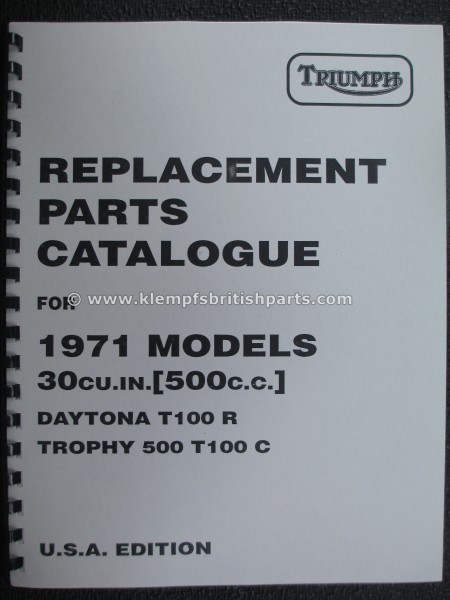 TRIUMPH
REPLACEMENT
PARTS
CATALOGUE
FOR
© www.klempfsbritishparts.com
1971 MODELS
30CU.IN.[500C.C.]
DAYTONA T100 R
TROPHY 500 T100 C
U.S.A. EDITION